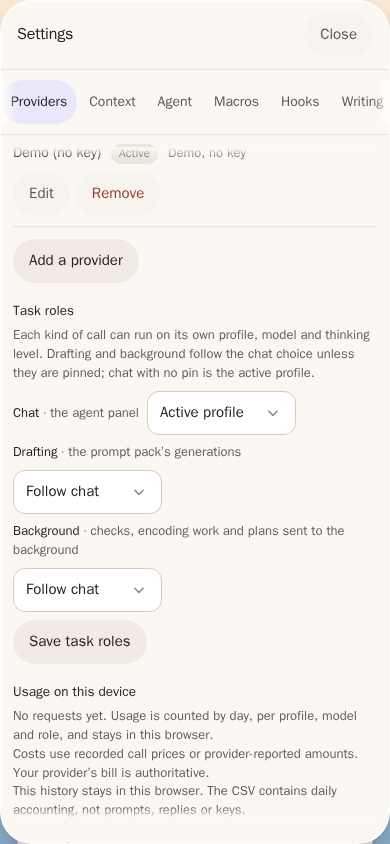 Settings
Close
Providers
Context
Agent
Macros
Hooks
Writing
Demo (no key)
Active
Demo, no key
Edit
Remove
Add a provider
Task roles
Each kind of call can run on its own profile, model and thinking
level. Drafting and background follow the chat choice unless
they are pinned; chat with no pin is the active profile.
Chat · the agent panel
Active profile
Drafting · the prompt pack's generations
Follow chat
Background · checks, encoding work and plans sent to the
background
Follow chat
Save task roles
Usage on this device
No requests yet. Usage is counted by day, per profile, model
and role, and stays in this browser.
Costs use recorded call prices or provider-reported amounts.
Your provider's bill is authoritative.
This history stays in this browser. The CSV contains daily
accounting, not prompts, replies or keys.